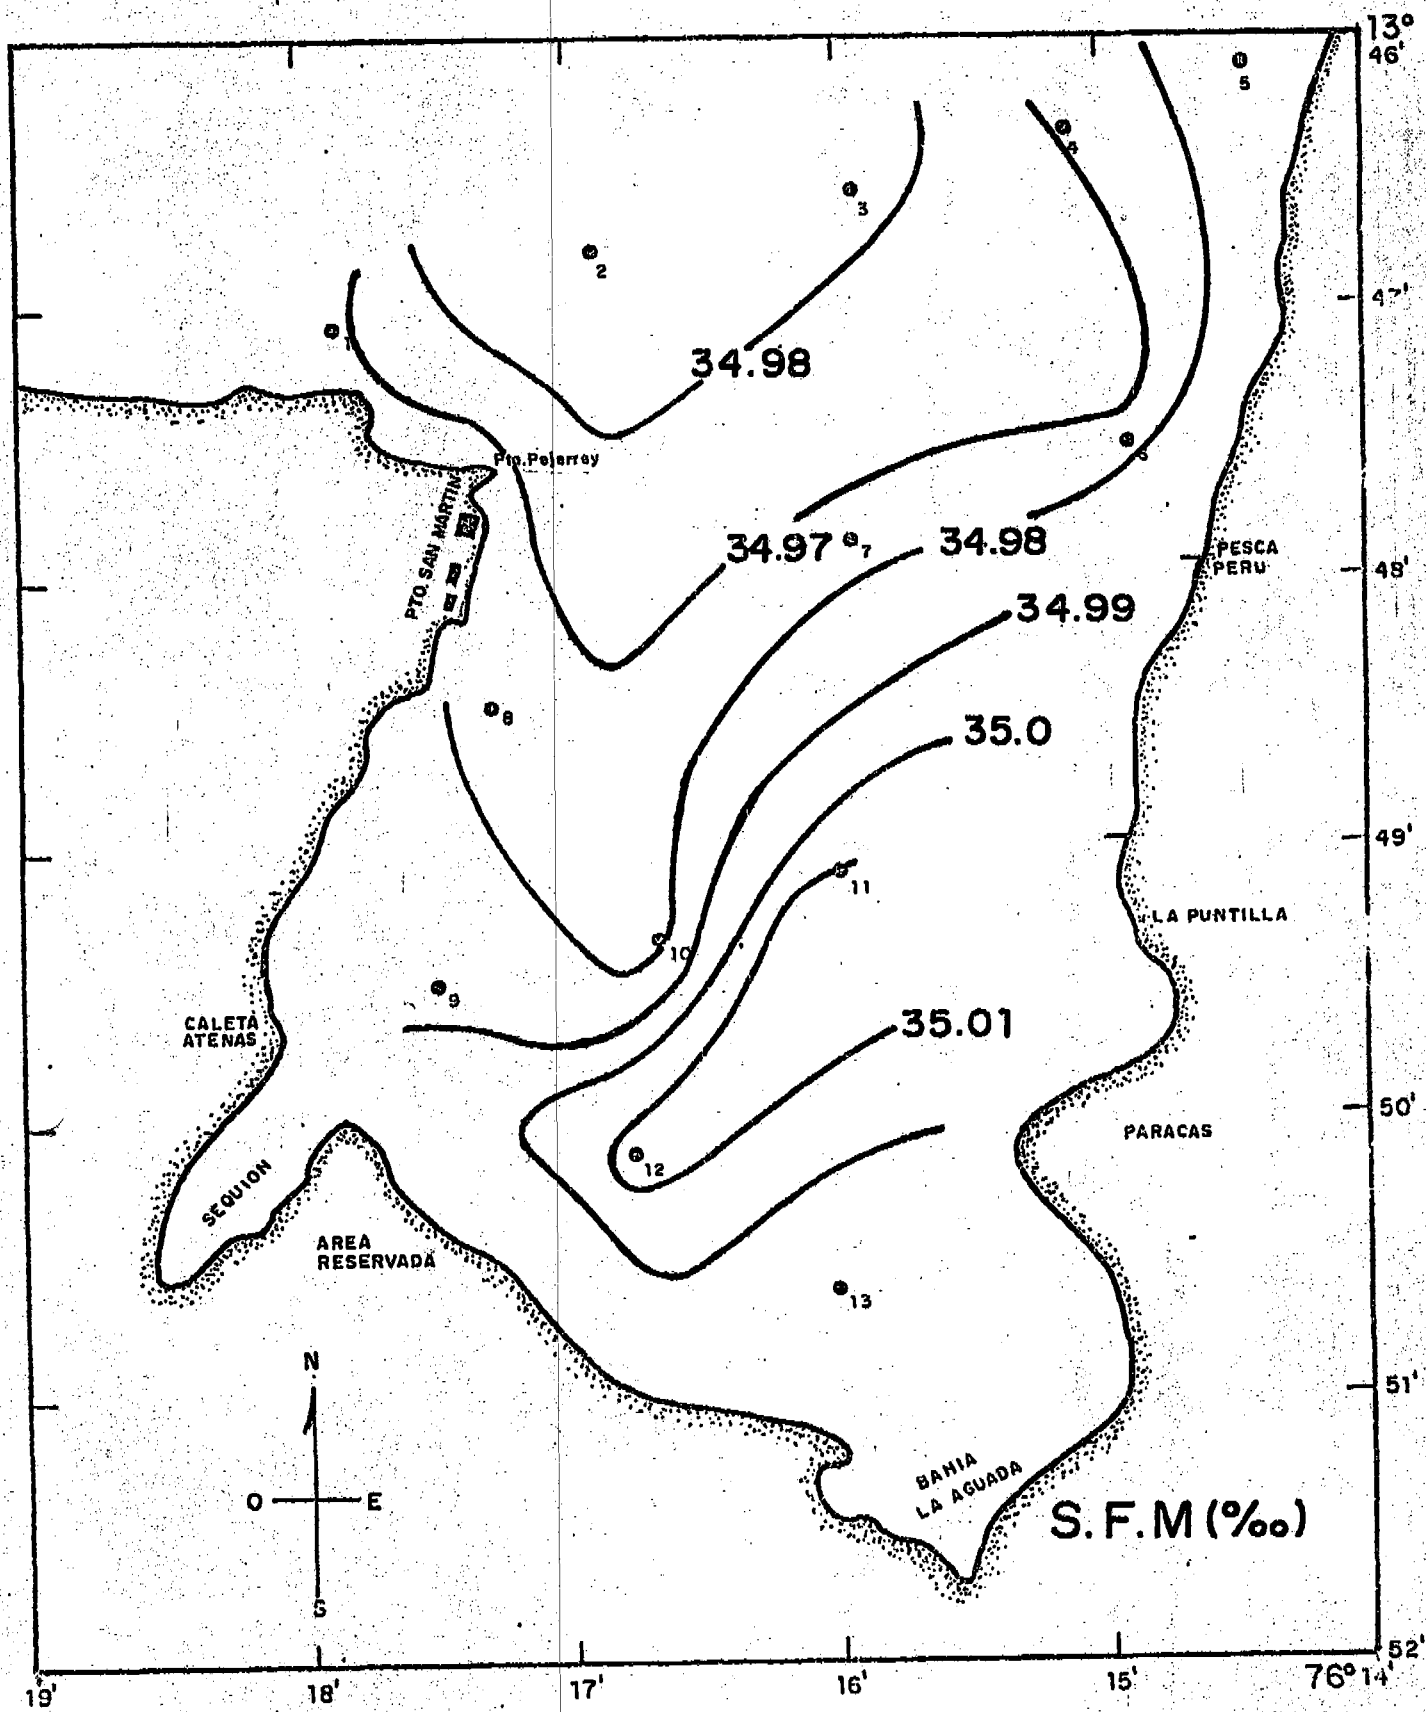 13°
46'
5
4
3
2
47'
1
34.98
Pto. Pejerrey
PTO. SAN MARTIN
34.97
7
34.98
PESCA
PERU
48'
34.99
8
35.0
49'
11
LA PUNTILLA
10
9
CALETA
ATENAS
35.01
50'
PARACAS
12
SEQUION
AREA
RESERVADA
13
N
51'
BAHIA
LA AGUADA
O E
S. F. M (‰)
S
52'
19'
18'
17'
16'
15'
76° 14'